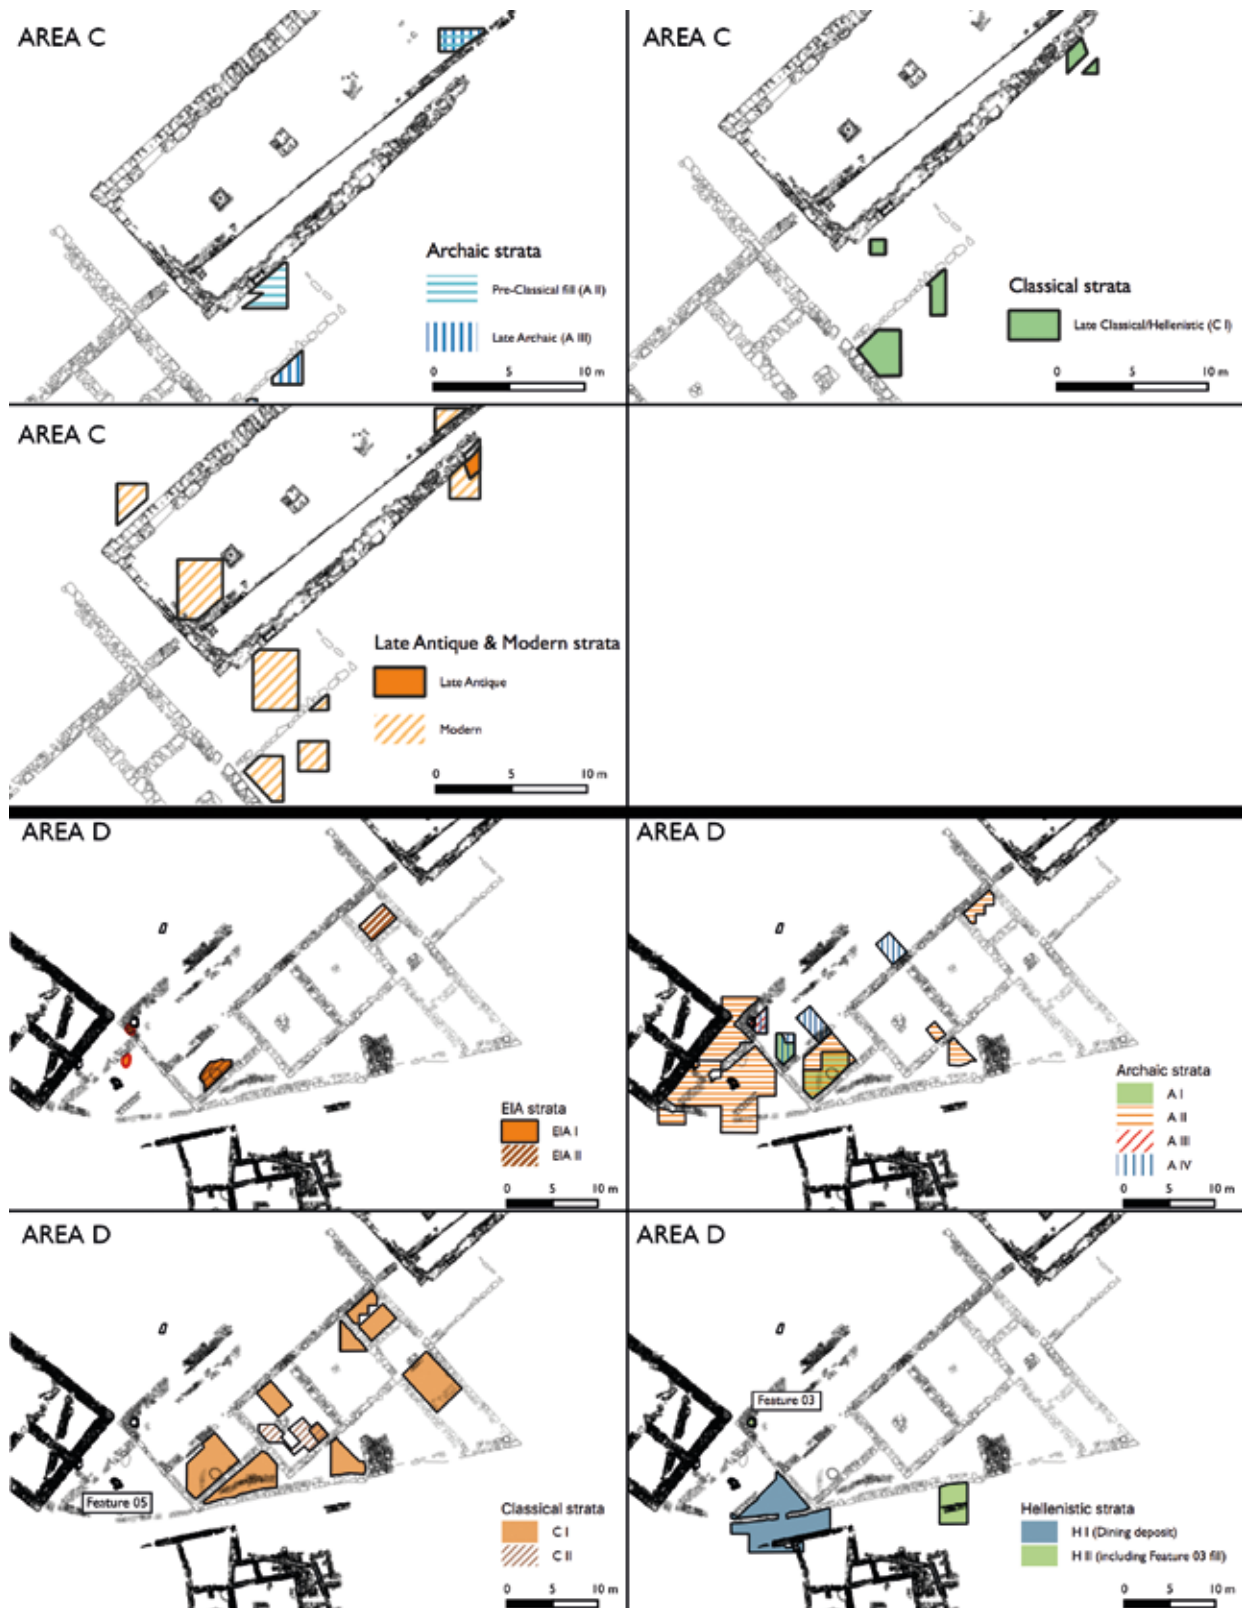 AREA C
Archaic strata
Pre-Classical fill (A II)
Late Archaic (A III)
0 5 10 m
AREA C
Classical strata
Late Classical/Hellenistic (C I)
0 5 10 m
AREA C
Late Antique & Modern strata
Late Antique
Modern
0 5 10 m
AREA D
EIA strata
EIA I
EIA II
0 5 10 m
AREA D
Archaic strata
A I
A II
A III
A IV
0 5 10 m
AREA D
Feature 05
Classical strata
C I
C II
0 5 10 m
AREA D
Feature 03
Hellenistic strata
H I (Dining deposit)
H II (including Feature 03 fill)
0 5 10 m